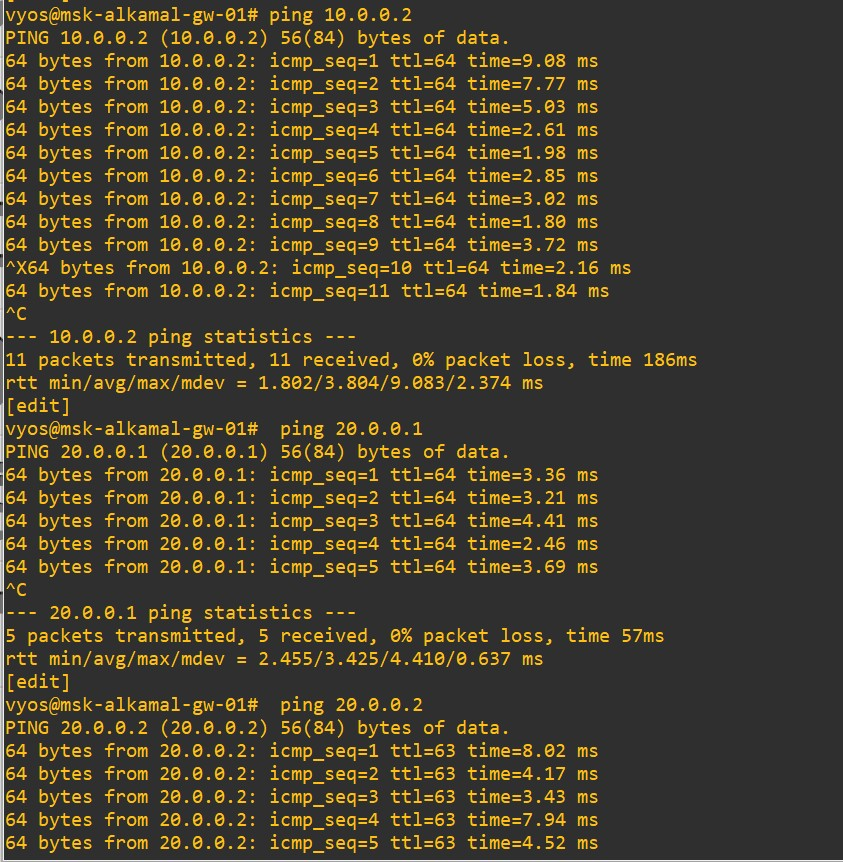 vyos@msk-alkamal-gw-01# ping 10.0.0.2
PING 10.0.0.2 (10.0.0.2) 56(84) bytes of data.
64 bytes from 10.0.0.2: icmp_seq=1 ttl=64 time=9.08 ms
64 bytes from 10.0.0.2: icmp_seq=2 ttl=64 time=7.77 ms
64 bytes from 10.0.0.2: icmp_seq=3 ttl=64 time=5.03 ms
64 bytes from 10.0.0.2: icmp_seq=4 ttl=64 time=2.61 ms
64 bytes from 10.0.0.2: icmp_seq=5 ttl=64 time=1.98 ms
64 bytes from 10.0.0.2: icmp_seq=6 ttl=64 time=2.85 ms
64 bytes from 10.0.0.2: icmp_seq=7 ttl=64 time=3.02 ms
64 bytes from 10.0.0.2: icmp_seq=8 ttl=64 time=1.80 ms
64 bytes from 10.0.0.2: icmp_seq=9 ttl=64 time=3.72 ms
^X64 bytes from 10.0.0.2: icmp_seq=10 ttl=64 time=2.16 ms
64 bytes from 10.0.0.2: icmp_seq=11 ttl=64 time=1.84 ms
^C
--- 10.0.0.2 ping statistics ---
11 packets transmitted, 11 received, 0% packet loss, time 186ms
rtt min/avg/max/mdev = 1.802/3.804/9.083/2.374 ms
[edit]
vyos@msk-alkamal-gw-01#  ping 20.0.0.1
PING 20.0.0.1 (20.0.0.1) 56(84) bytes of data.
64 bytes from 20.0.0.1: icmp_seq=1 ttl=64 time=3.36 ms
64 bytes from 20.0.0.1: icmp_seq=2 ttl=64 time=3.21 ms
64 bytes from 20.0.0.1: icmp_seq=3 ttl=64 time=4.41 ms
64 bytes from 20.0.0.1: icmp_seq=4 ttl=64 time=2.46 ms
64 bytes from 20.0.0.1: icmp_seq=5 ttl=64 time=3.69 ms
^C
--- 20.0.0.1 ping statistics ---
5 packets transmitted, 5 received, 0% packet loss, time 57ms
rtt min/avg/max/mdev = 2.455/3.425/4.410/0.637 ms
[edit]
vyos@msk-alkamal-gw-01#  ping 20.0.0.2
PING 20.0.0.2 (20.0.0.2) 56(84) bytes of data.
64 bytes from 20.0.0.2: icmp_seq=1 ttl=63 time=8.02 ms
64 bytes from 20.0.0.2: icmp_seq=2 ttl=63 time=4.17 ms
64 bytes from 20.0.0.2: icmp_seq=3 ttl=63 time=3.43 ms
64 bytes from 20.0.0.2: icmp_seq=4 ttl=63 time=7.94 ms
64 bytes from 20.0.0.2: icmp_seq=5 ttl=63 time=4.52 ms